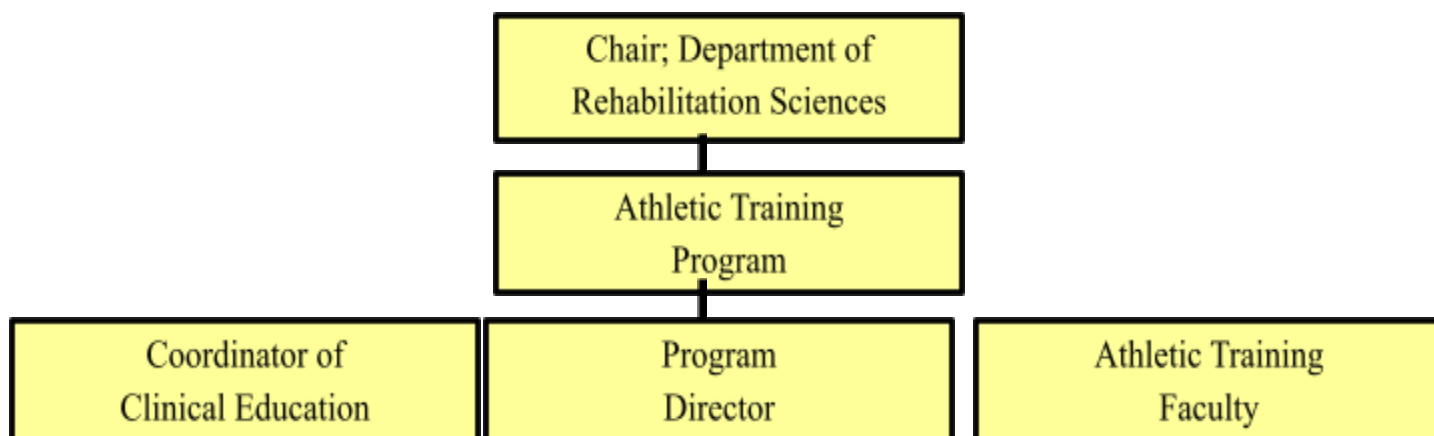 Chair; Department of
Rehabilitation Sciences
Athletic Training
Program
Coordinator of
Clinical Education
Program
Director
Athletic Training
Faculty